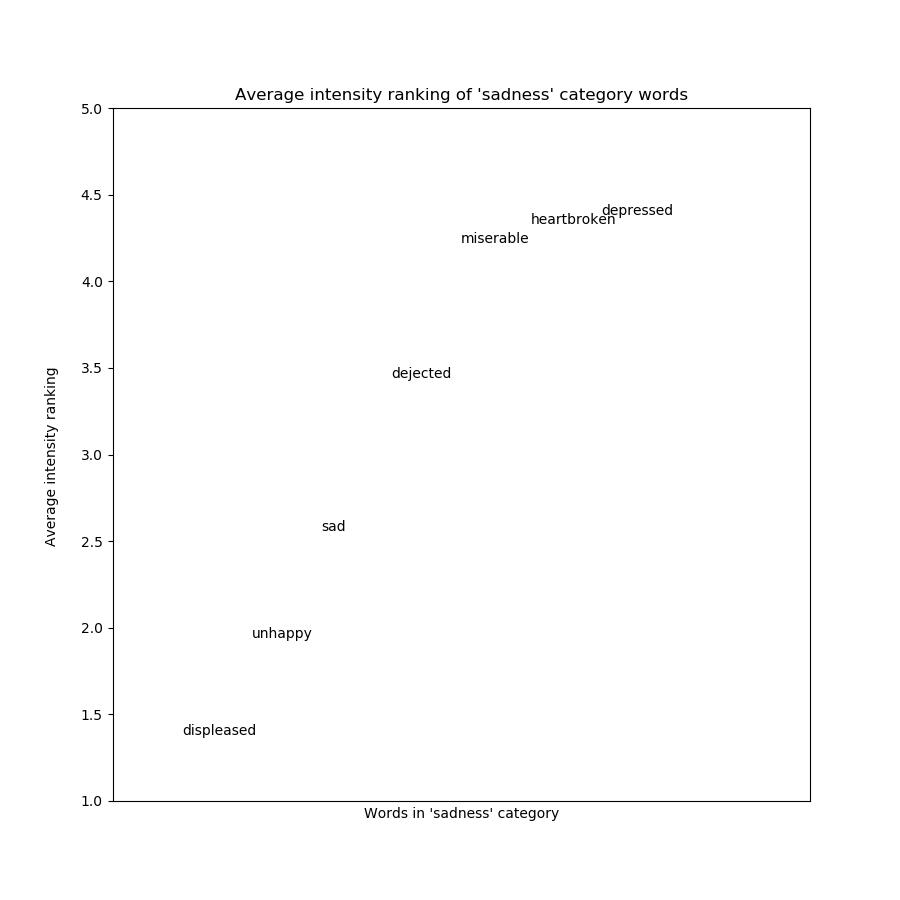 Average intensity ranking of 'sadness' category words
5.0
4.5
4.0
3.5
3.0
2.5
2.0
1.5
1.0
Average intensity ranking
depressed
heartbroken
miserable
dejected
sad
unhappy
displeased
Words in 'sadness' category